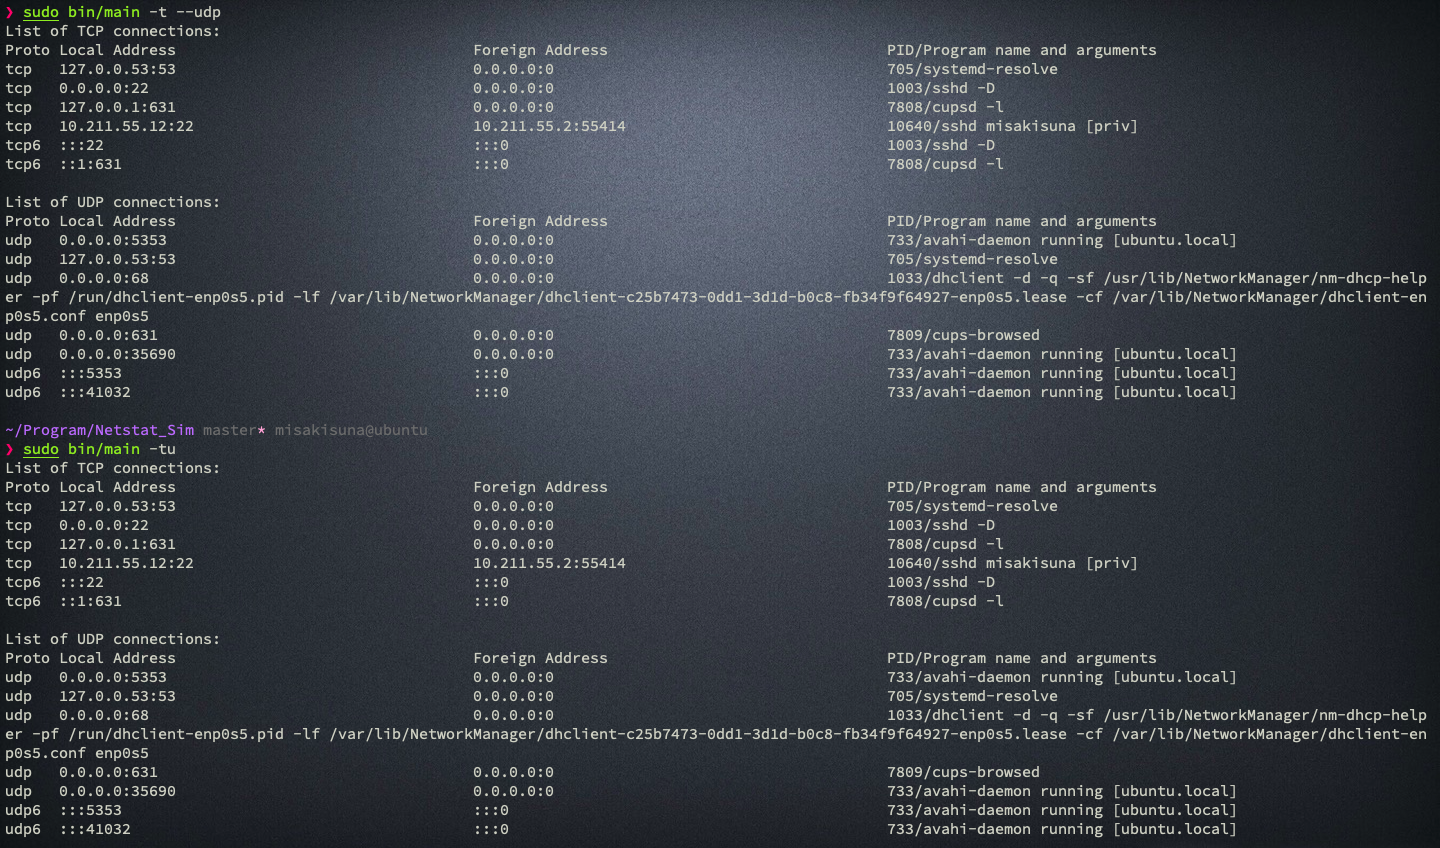 ❯ sudo bin/main -t --udp
List of TCP connections:
Proto Local Address Foreign Address PID/Program name and arguments
tcp 127.0.0.53:53 0.0.0.0:0 705/systemd-resolve
tcp 0.0.0.0:22 0.0.0.0:0 1003/sshd -D
tcp 127.0.0.1:631 0.0.0.0:0 7808/cupsd -l
tcp 10.211.55.12:22 10.211.55.2:55414 10640/sshd misakisuna [priv]
tcp6 :::22 :::0 1003/sshd -D
tcp6 ::1:631 :::0 7808/cupsd -l
List of UDP connections:
Proto Local Address Foreign Address PID/Program name and arguments
udp 0.0.0.0:5353 0.0.0.0:0 733/avahi-daemon running [ubuntu.local]
udp 127.0.0.53:53 0.0.0.0:0 705/systemd-resolve
udp 0.0.0.0:68 0.0.0.0:0 1033/dhclient -d -q -sf /usr/lib/NetworkManager/nm-dhcp-help
er -pf /run/dhclient-enp0s5.pid -lf /var/lib/NetworkManager/dhclient-c25b7473-0dd1-3d1d-b0c8-fb34f9f64927-enp0s5.lease -cf /var/lib/NetworkManager/dhclient-en
p0s5.conf enp0s5
udp 0.0.0.0:631 0.0.0.0:0 7809/cups-browsed
udp 0.0.0.0:35690 0.0.0.0:0 733/avahi-daemon running [ubuntu.local]
udp6 :::5353 :::0 733/avahi-daemon running [ubuntu.local]
udp6 :::41032 :::0 733/avahi-daemon running [ubuntu.local]
~/Program/Netstat_Sim master* misakisuna@ubuntu
❯ sudo bin/main -tu
List of TCP connections:
Proto Local Address Foreign Address PID/Program name and arguments
tcp 127.0.0.53:53 0.0.0.0:0 705/systemd-resolve
tcp 0.0.0.0:22 0.0.0.0:0 1003/sshd -D
tcp 127.0.0.1:631 0.0.0.0:0 7808/cupsd -l
tcp 10.211.55.12:22 10.211.55.2:55414 10640/sshd misakisuna [priv]
tcp6 :::22 :::0 1003/sshd -D
tcp6 ::1:631 :::0 7808/cupsd -l
List of UDP connections:
Proto Local Address Foreign Address PID/Program name and arguments
udp 0.0.0.0:5353 0.0.0.0:0 733/avahi-daemon running [ubuntu.local]
udp 127.0.0.53:53 0.0.0.0:0 705/systemd-resolve
udp 0.0.0.0:68 0.0.0.0:0 1033/dhclient -d -q -sf /usr/lib/NetworkManager/nm-dhcp-help
er -pf /run/dhclient-enp0s5.pid -lf /var/lib/NetworkManager/dhclient-c25b7473-0dd1-3d1d-b0c8-fb34f9f64927-enp0s5.lease -cf /var/lib/NetworkManager/dhclient-en
p0s5.conf enp0s5
udp 0.0.0.0:631 0.0.0.0:0 7809/cups-browsed
udp 0.0.0.0:35690 0.0.0.0:0 733/avahi-daemon running [ubuntu.local]
udp6 :::5353 :::0 733/avahi-daemon running [ubuntu.local]
udp6 :::41032 :::0 733/avahi-daemon running [ubuntu.local]